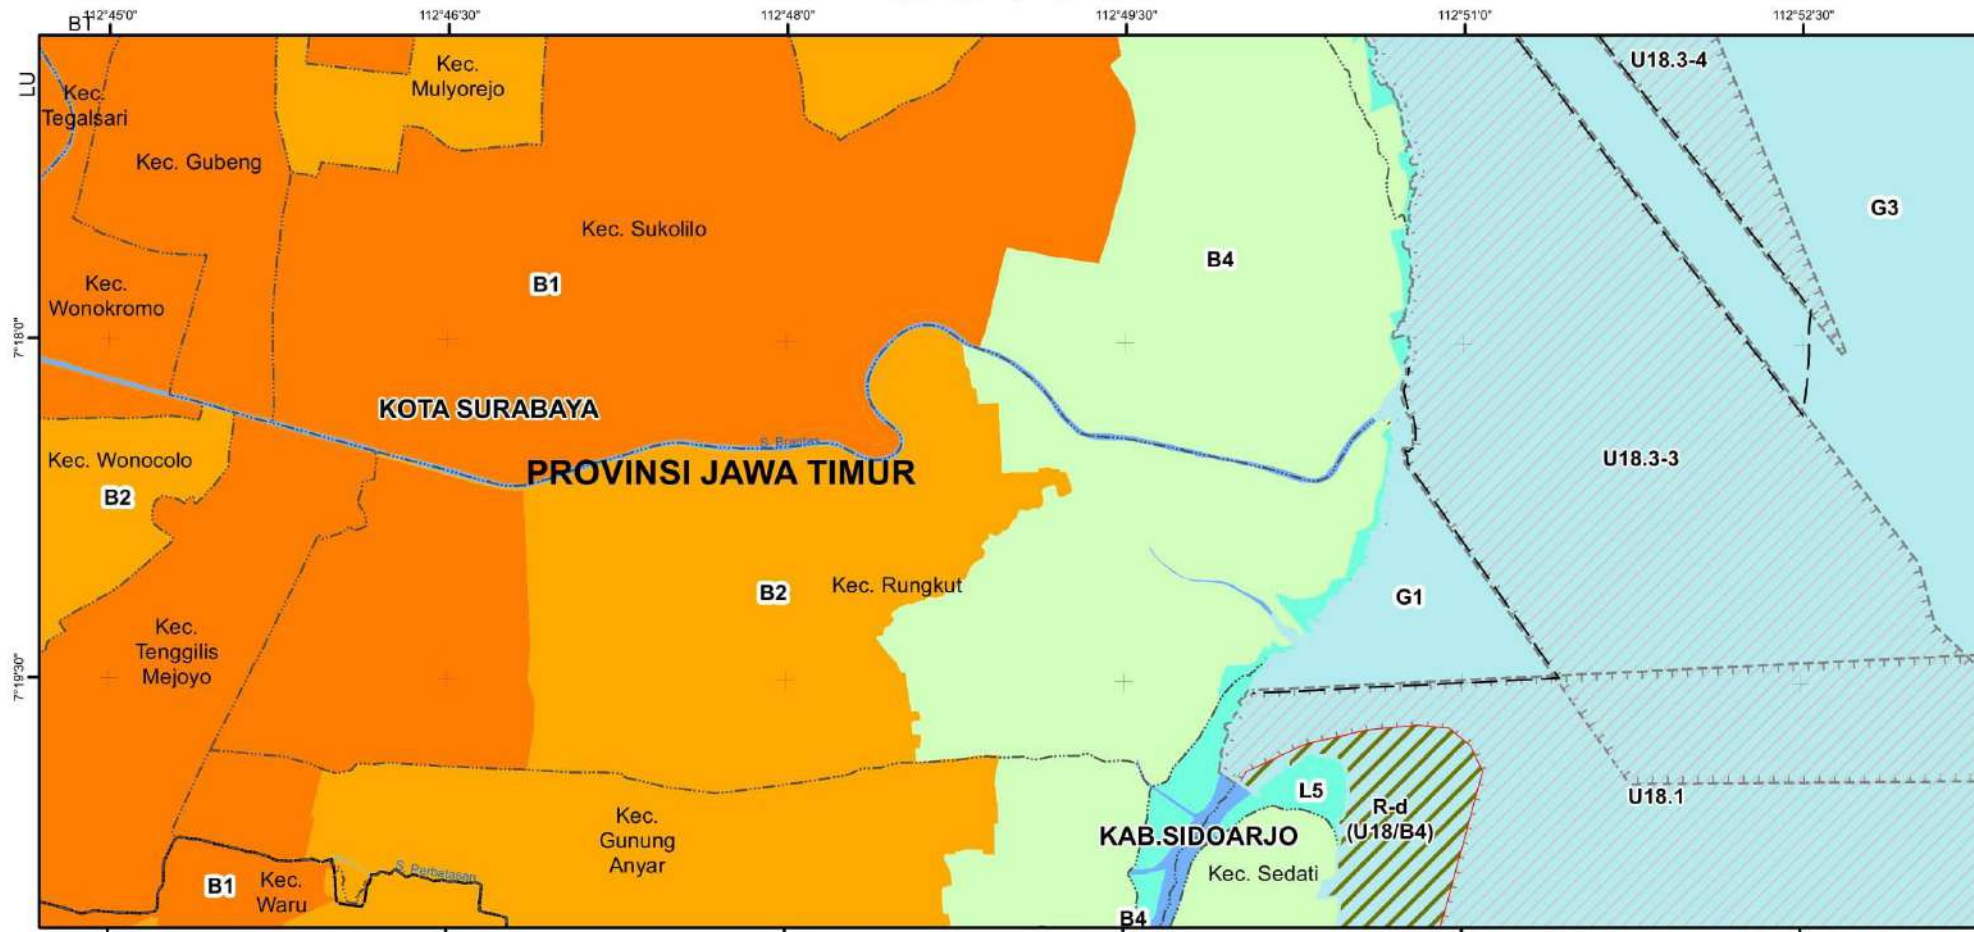 BT
112°45'0"
112°46'30"
112°48'0"
112°49'30"
112°51'0"
112°52'30"
LU
Kec.
Tegalsari
Kec.
Mulyorejo
U18.3-4
Kec. Gubeng
G3
Kec. Sukolilo
B4
B1
Kec.
Wonokromo
7°18'0"
KOTA SURABAYA
S. Brantas
Kec. Wonocolo
PROVINSI JAWA TIMUR
U18.3-3
B2
B2
Kec. Rungkut
G1
Kec.
Tenggilis
Mejoyo
7°19'30"
L5
U18.1
R-d
(U18/B4)
Kec.
Gunung
Anyar
KAB.SIDOARJO
S. Perbatasan
Kec. Sedati
B1
Kec.
Waru
B4